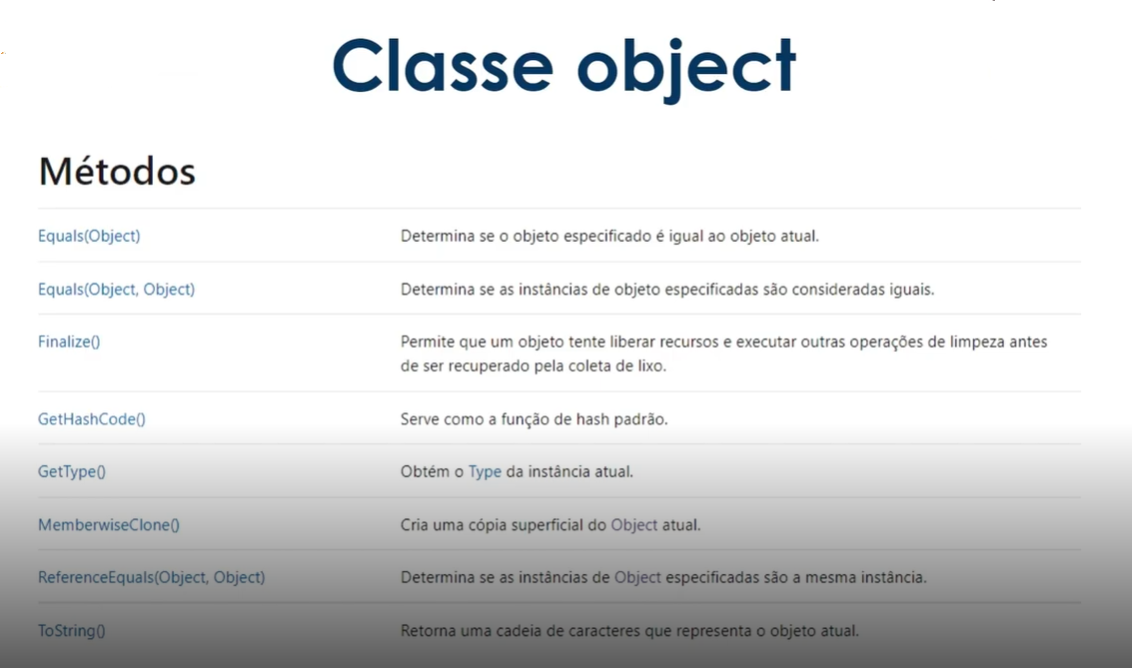 Classe object
Métodos
Equals(Object) Determina se o objeto especificado é igual ao objeto atual.
Equals(Object, Object) Determina se as instâncias de objeto especificadas são consideradas iguais.
Finalize() Permite que um objeto tente liberar recursos e executar outras operações de limpeza antes
de ser recuperado pela coleta de lixo.
GetHashCode() Serve como a função de hash padrão.
GetType() Obtém o Type da instância atual.
MemberwiseClone() Cria uma cópia superficial do Object atual.
ReferenceEquals(Object, Object) Determina se as instâncias de Object especificadas são a mesma instância.
ToString() Retorna uma cadeia de caracteres que representa o objeto atual.